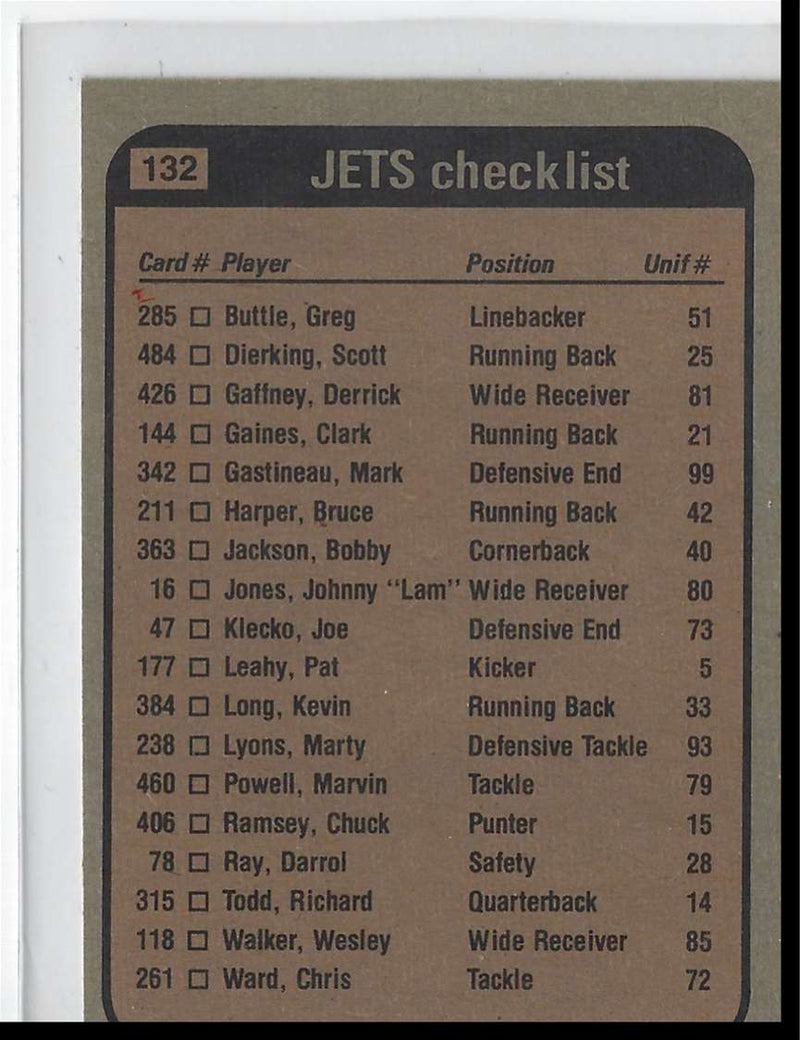 132 JETS checklist
Card # Player Position Unif #
285 □ Buttle, Greg Linebacker 51
484 □ Dierking, Scott Running Back 25
426 □ Gaffney, Derrick Wide Receiver 81
144 □ Gaines, Clark Running Back 21
342 □ Gastineau, Mark Defensive End 99
211 □ Harper, Bruce Running Back 42
363 □ Jackson, Bobby Cornerback 40
16 □ Jones, Johnny “Lam” Wide Receiver 80
47 □ Klecko, Joe Defensive End 73
177 □ Leahy, Pat Kicker 5
384 □ Long, Kevin Running Back 33
238 □ Lyons, Marty Defensive Tackle 93
460 □ Powell, Marvin Tackle 79
406 □ Ramsey, Chuck Punter 15
78 □ Ray, Darrol Safety 28
315 □ Todd, Richard Quarterback 14
118 □ Walker, Wesley Wide Receiver 85
261 □ Ward, Chris Tackle 72